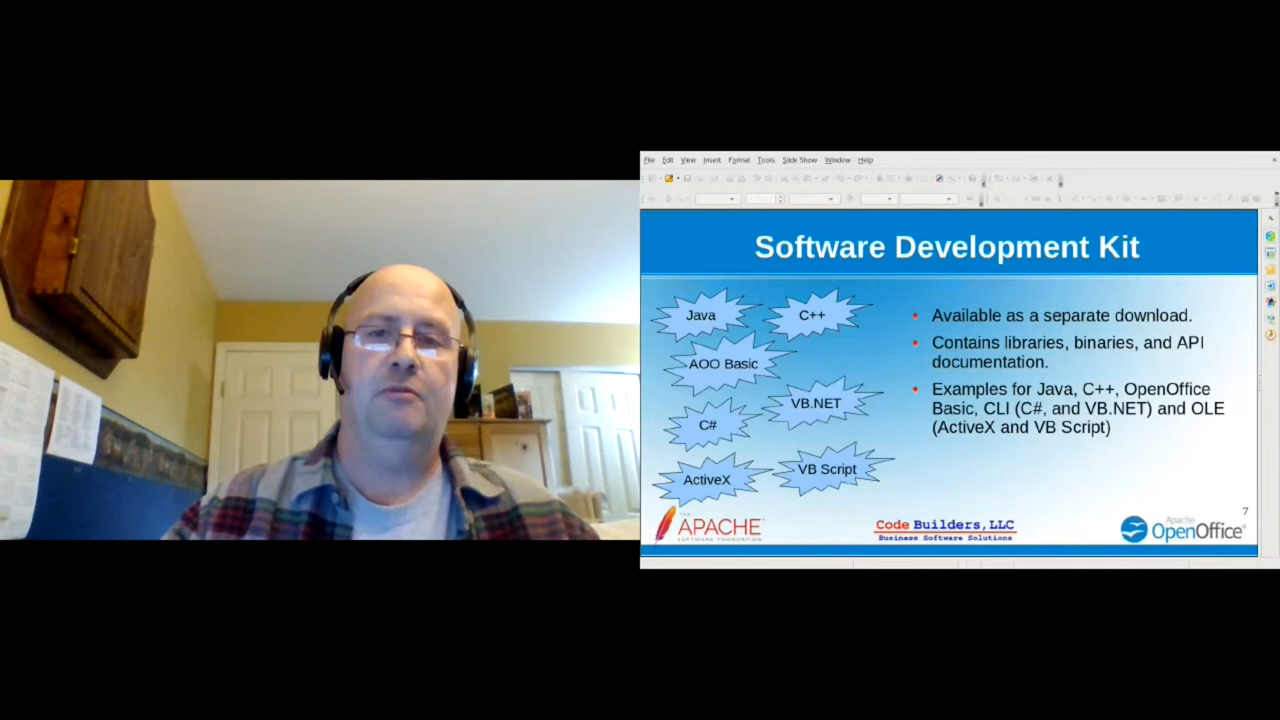 File Edit View Insert Format Tools Slide Show Window Help
Software Development Kit
Java
C++
AOO Basic
VB.NET
C#
VB Script
ActiveX
• Available as a separate download.
• Contains libraries, binaries, and API
documentation.
• Examples for Java, C++, OpenOffice
Basic, CLI (C#, and VB.NET) and OLE
(ActiveX and VB Script)
7
THE
APACHE
SOFTWARE FOUNDATION
Code Builders, LLC
Business Software Solutions
Apache
OpenOffice